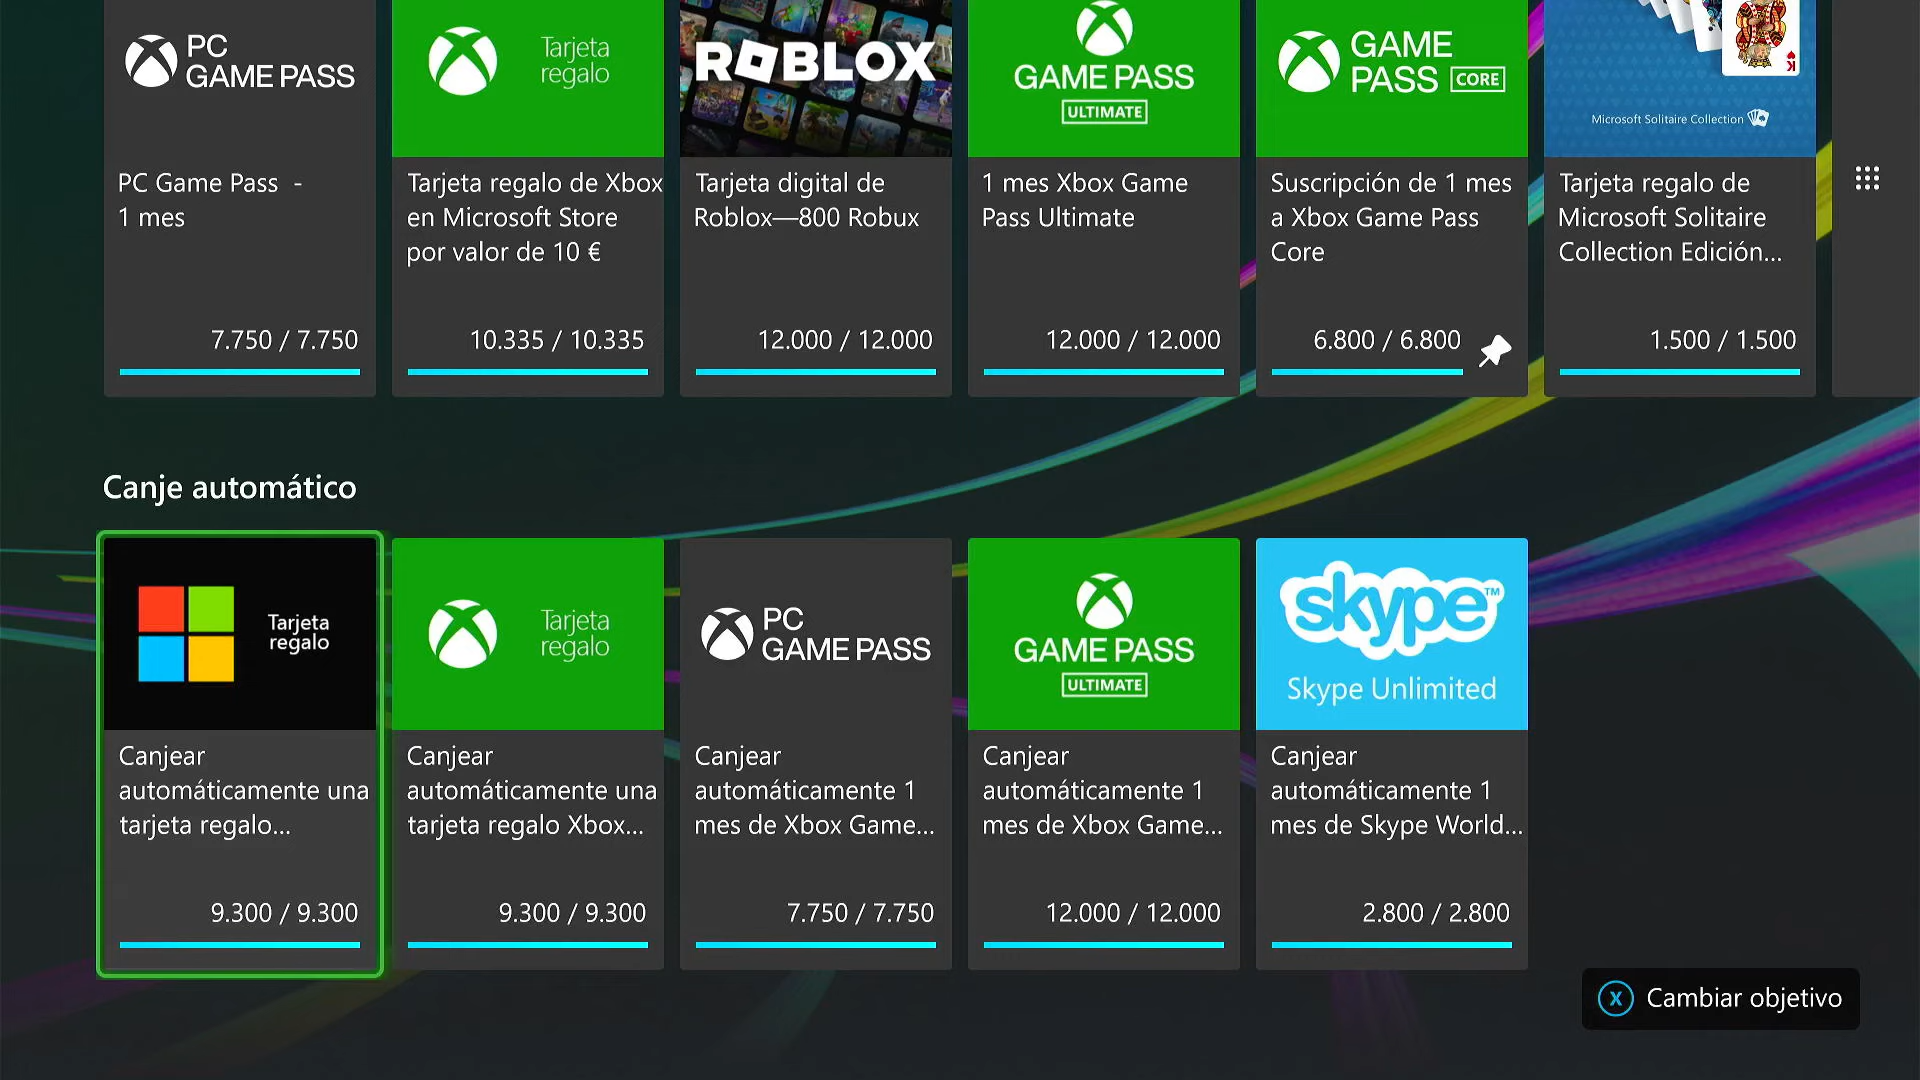 PC
GAME PASS
Tarjeta
regalo
ROBLOX
GAME PASS
ULTIMATE
GAME
PASS CORE
K
Microsoft Solitaire Collection
PC Game Pass -
1 mes
7.750 / 7.750
Tarjeta regalo de Xbox
en Microsoft Store
por valor de 10 €
10.335 / 10.335
Tarjeta digital de
Roblox—800 Robux
12.000 / 12.000
1 mes Xbox Game
Pass Ultimate
12.000 / 12.000
Suscripción de 1 mes
a Xbox Game Pass
Core
6.800 / 6.800
Tarjeta regalo de
Microsoft Solitaire
Collection Edición...
1.500 / 1.500
Canje automático
Tarjeta
regalo
Canjear
automáticamente una
tarjeta regalo...
9.300 / 9.300
Tarjeta
regalo
Canjear
automáticamente una
tarjeta regalo Xbox...
9.300 / 9.300
PC
GAME PASS
Canjear
automáticamente 1
mes de Xbox Game...
7.750 / 7.750
GAME PASS
ULTIMATE
Canjear
automáticamente 1
mes de Xbox Game...
12.000 / 12.000
skype™
Skype Unlimited
Canjear
automáticamente 1
mes de Skype World...
2.800 / 2.800
X Cambiar objetivo